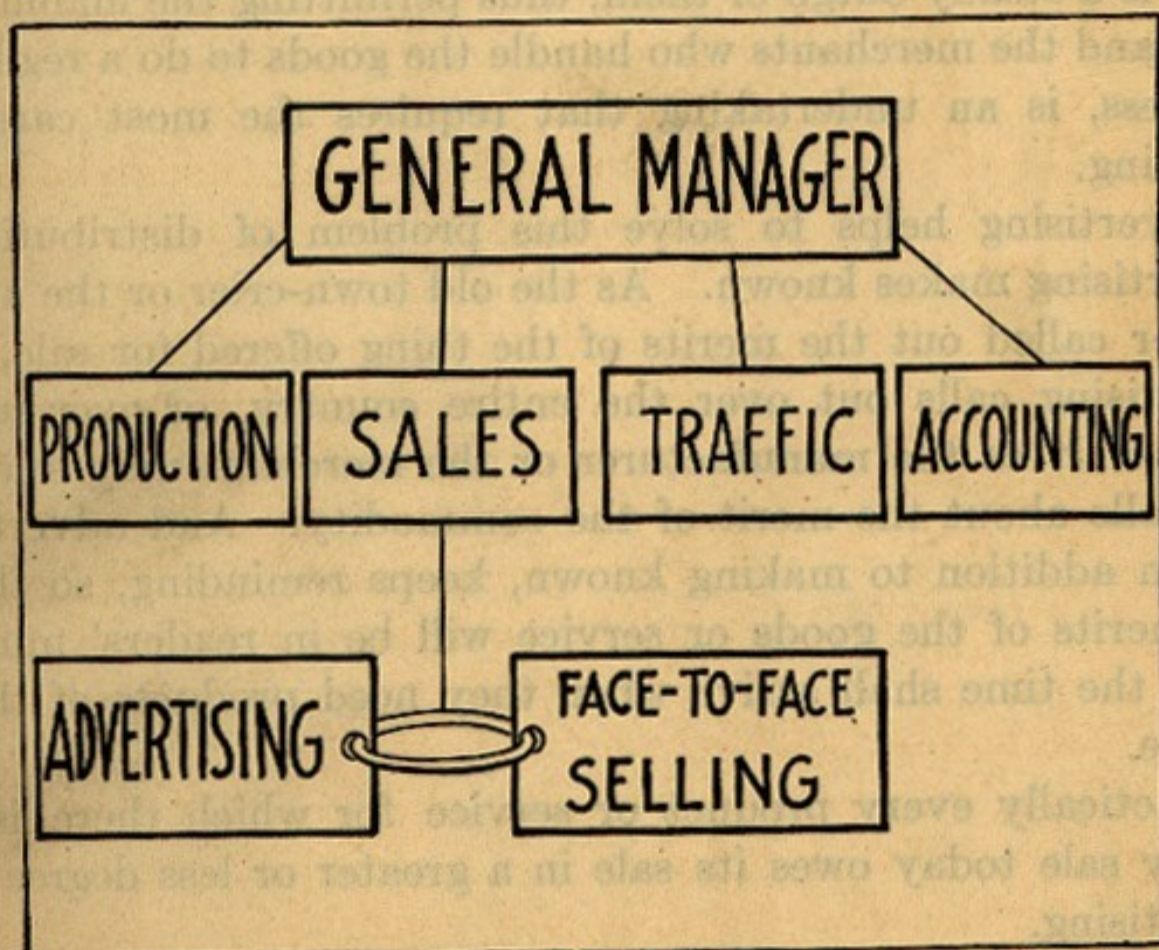 GENERAL MANAGER
PRODUCTION SALES TRAFFIC ACCOUNTING
ADVERTISING FACE-TO-FACE
SELLING